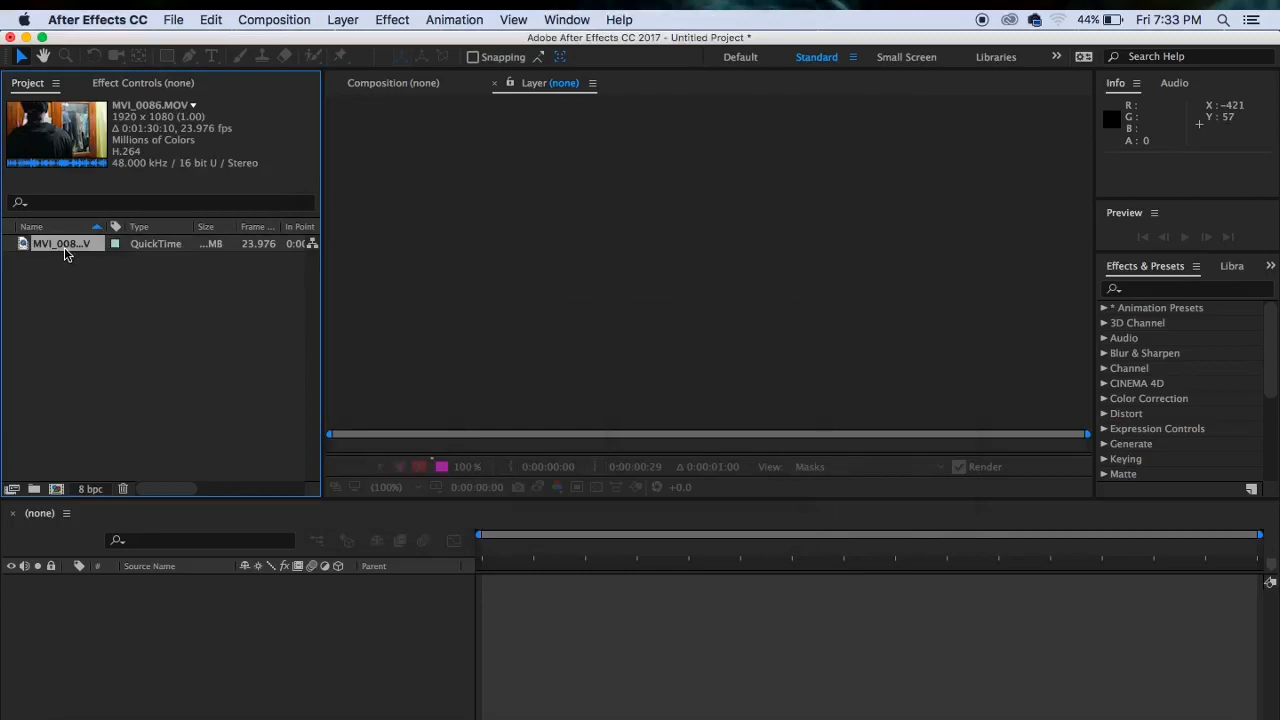 After Effects CC File Edit Composition Layer Effect Animation View Window Help 44% Fri 7:33 PM
Adobe After Effects CC 2017 - Untitled Project *
Snapping Default Standard Small Screen Libraries Search Help
Project Effect Controls (none) Composition (none) Layer (none) Info Audio
MVI_0086.MOV
1920 x 1080 (1.00)
Δ 0:01:30:10, 23.976 fps
Millions of Colors
H.264
48.000 kHz / 16 bit U / Stereo
R : X : -421
G : Y : 57
B :
A : 0
Preview
Name Type Size Frame ... In Point
MVI_008...V QuickTime ...MB 23.976 0:00
Effects & Presets Libra
* Animation Presets
3D Channel
Audio
Blur & Sharpen
Channel
CINEMA 4D
Color Correction
Distort
Expression Controls
Generate
Keying
Matte
100% 0:00:00:00 0:00:00:29 Δ 0:00:01:00 View: Masks Render
8 bpc (100%) 0:00:00:00 +0.0
(none)
# Source Name fx Parent